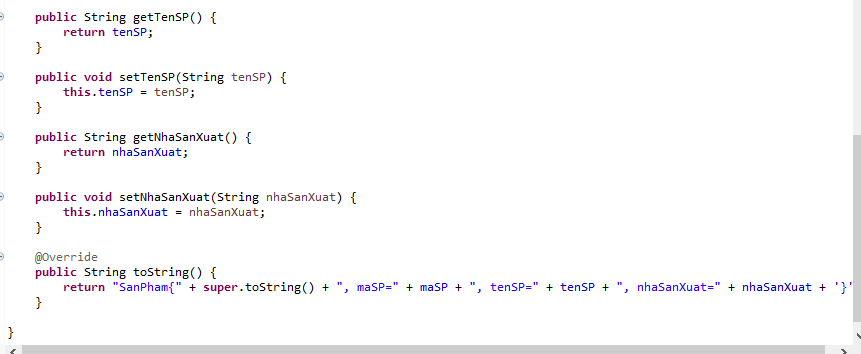 public String getTenSP() {
return tenSP;
}
public void setTenSP(String tenSP) {
this.tenSP = tenSP;
}
public String getNhaSanXuat() {
return nhaSanXuat;
}
public void setNhaSanXuat(String nhaSanXuat) {
this.nhaSanXuat = nhaSanXuat;
}
@Override
public String toString() {
return "SanPham{" + super.toString() + ", maSP=" + maSP + ", tenSP=" + tenSP + ", nhaSanXuat=" + nhaSanXuat + '}'
}
}